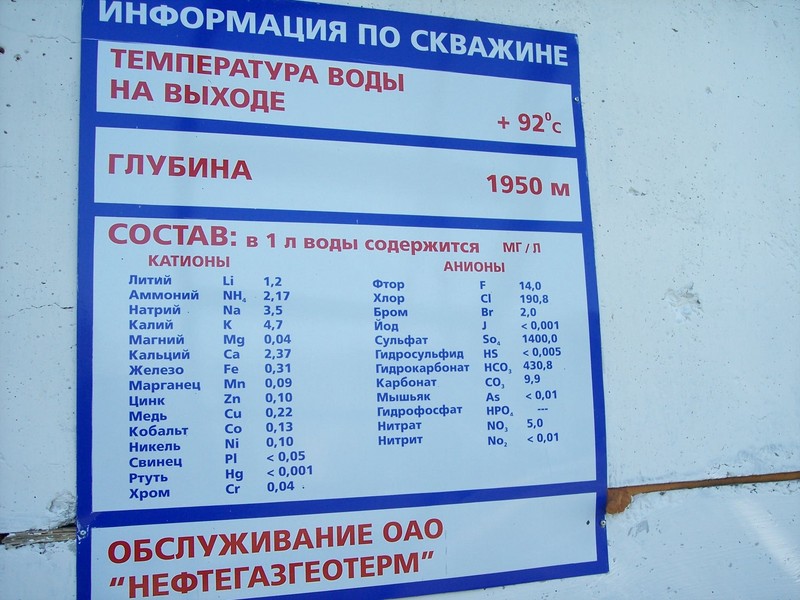 ИНФОРМАЦИЯ ПО СКВАЖИНЕ
ТЕМПЕРАТУРА ВОДЫ
НА ВЫХОДЕ
+ 92⁰С
ГЛУБИНА
1950 м
СОСТАВ: в 1 л воды содержится МГ / Л
КАТИОНЫ
Литий Li 1,2
Аммоний NH₄ 2,17
Натрий Na 3,5
Калий K 4,7
Магний Mg 0,04
Кальций Ca 2,37
Железо Fe 0,31
Марганец Mn 0,09
Цинк Zn 0,10
Медь Cu 0,22
Кобальт Co 0,13
Никель Ni 0,10
Свинец Pl < 0,05
Ртуть Hg < 0,001
Хром Cr 0,04
АНИОНЫ
Фтор F 14,0
Хлор Cl 190,8
Бром Br 2,0
Йод J < 0,001
Сульфат So₄ 1400,0
Гидросульфид HS < 0,005
Гидрокарбонат HCO₃ 430,8
Карбонат CO₃ 9,9
Мышьяк As < 0,01
Гидрофосфат HPO₄ ---
Нитрат NO₃ 5,0
Нитрит No₂ < 0,01
ОБСЛУЖИВАНИЕ ОАО
“НЕФТЕГАЗГЕОТЕРМ”